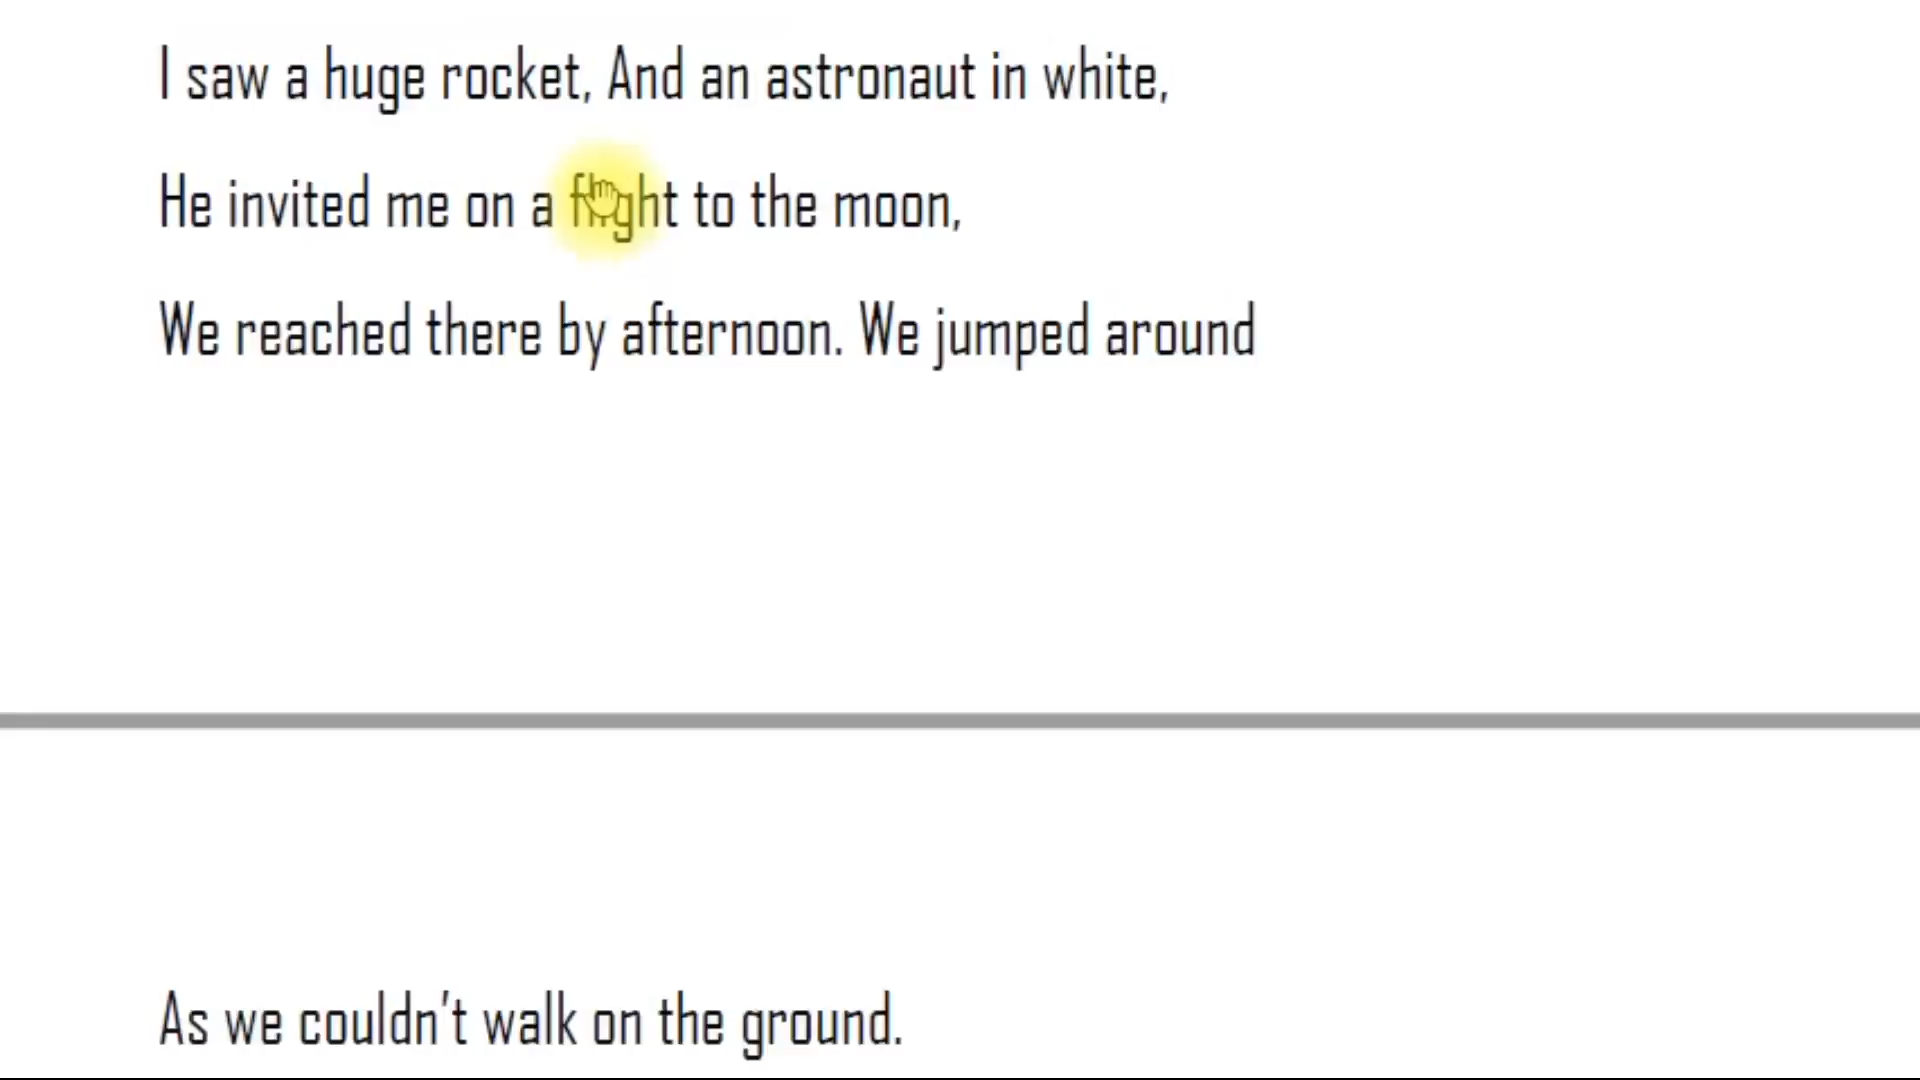 I saw a huge rocket, And an astronaut in white,
He invited me on a flight to the moon,
We reached there by afternoon. We jumped around
As we couldn't walk on the ground.